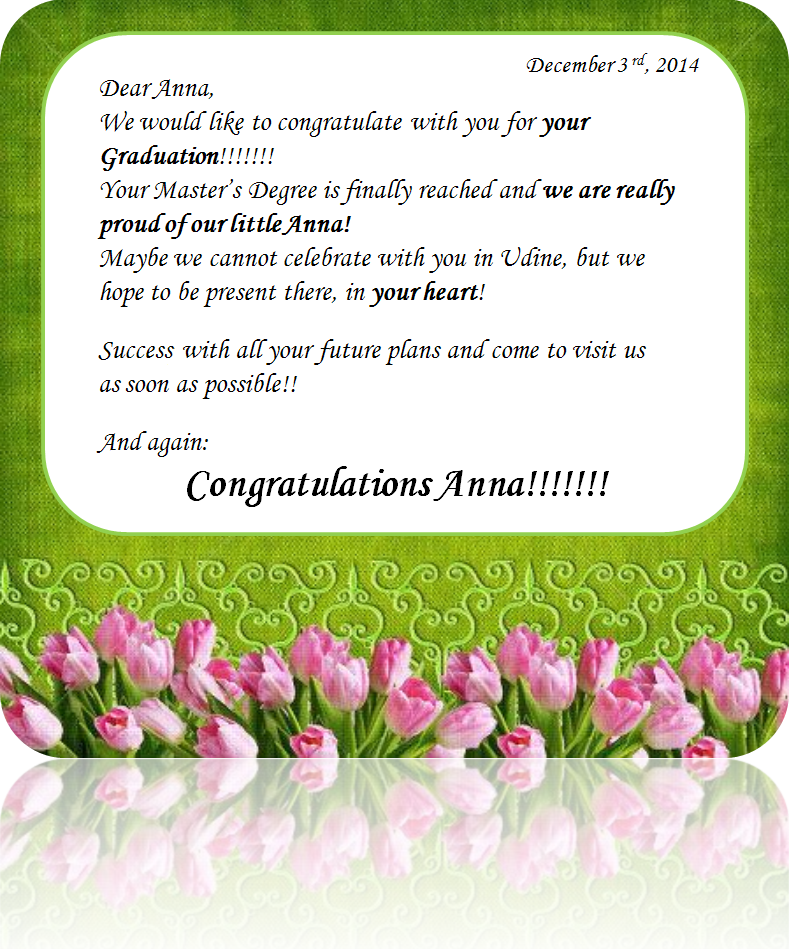 December 3rd, 2014
Dear Anna,
We would like to congratulate with you for your
Graduation!!!!!!!
Your Master’s Degree is finally reached and we are really
proud of our little Anna!
Maybe we cannot celebrate with you in Udine, but we
hope to be present there, in your heart!
Success with all your future plans and come to visit us
as soon as possible!!
And again:
Congratulations Anna!!!!!!!